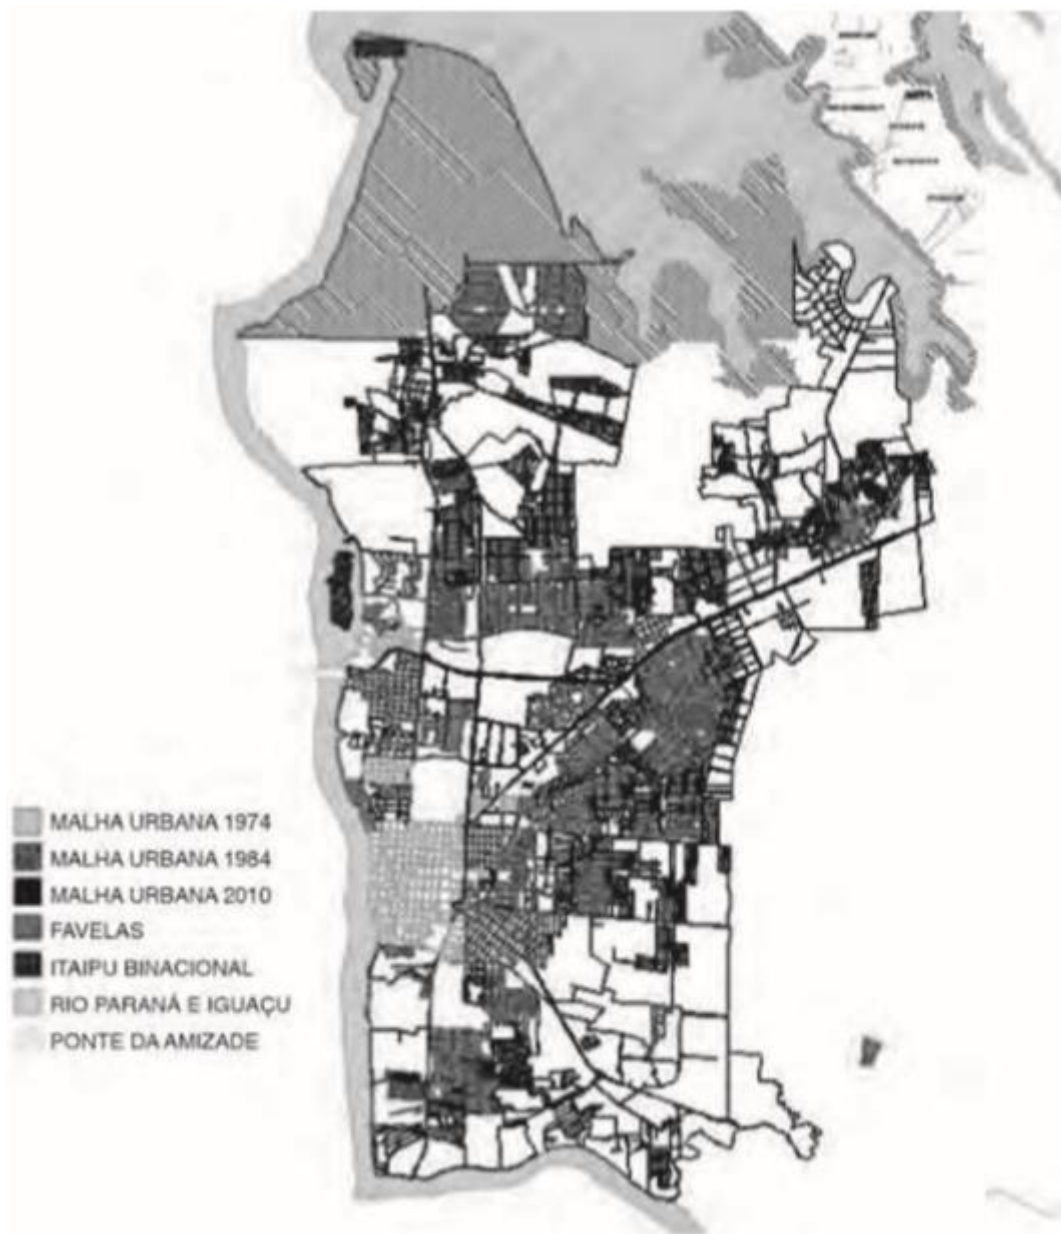 MALHA URBANA 1974
MALHA URBANA 1984
MALHA URBANA 2010
FAVELAS
ITAIPU BINACIONAL
RIO PARANÁ E IGUAÇU
PONTE DA AMIZADE